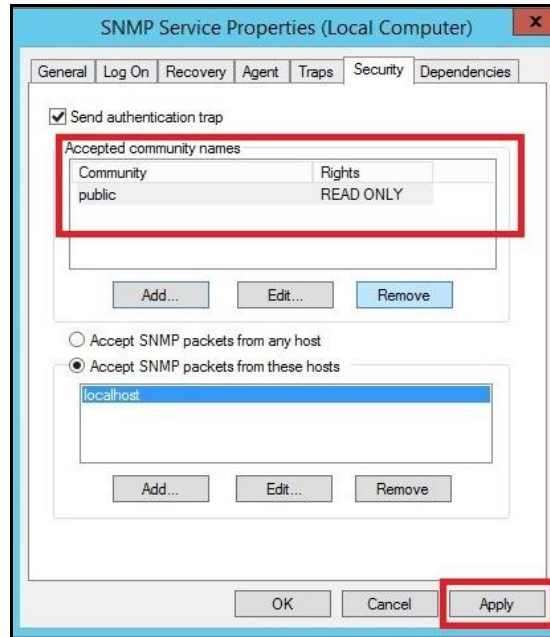 SNMP Service Properties (Local Computer)
x
General Log On Recovery Agent Traps Security Dependencies
Send authentication trap
Accepted community names
Community Rights
public READ ONLY
Add... Edit... Remove
Accept SNMP packets from any host
Accept SNMP packets from these hosts
localhost
Add... Edit... Remove
OK Cancel Apply